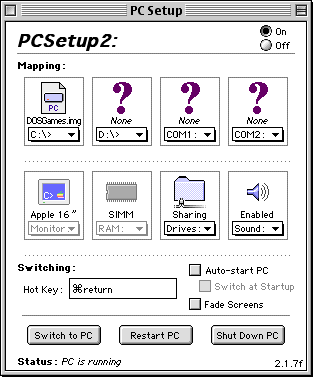 PC Setup
PCSetup2:
On
Off
Mapping:
PC
DOSGames.img
None
None
None
C:\>
D:\>
COM1:
COM2:
C>
Apple 16"
SIMM
Sharing
Enabled
Monitor
RAM:
Drives:
Sound:
Switching:
Auto-start PC
Switch at Startup
Hot Key:
⌘return
Fade Screens
Switch to PC
Restart PC
Shut Down PC
Status: PC is running
2.1.7f